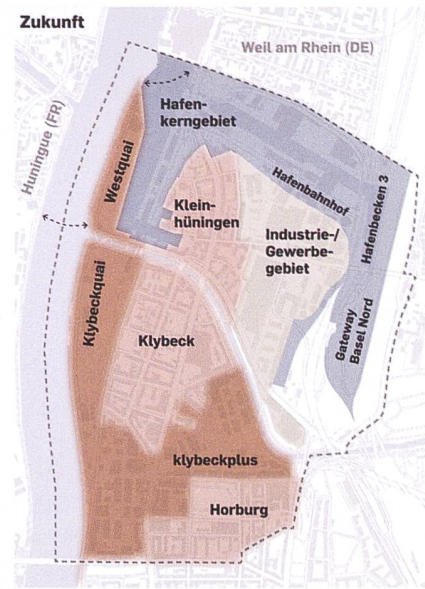 Zukunft
Weil am Rhein (DE)
Huningue (FR)
Hafen-
kerngebiet
Westquai
Hafenbahnhof
Hafenbecken 3
Klein-
hüningen
Industrie-/
Gewerbe-
gebiet
Klybeckquai
Gateway
Basel Nord
Klybeck
klybeckplus
Horburg